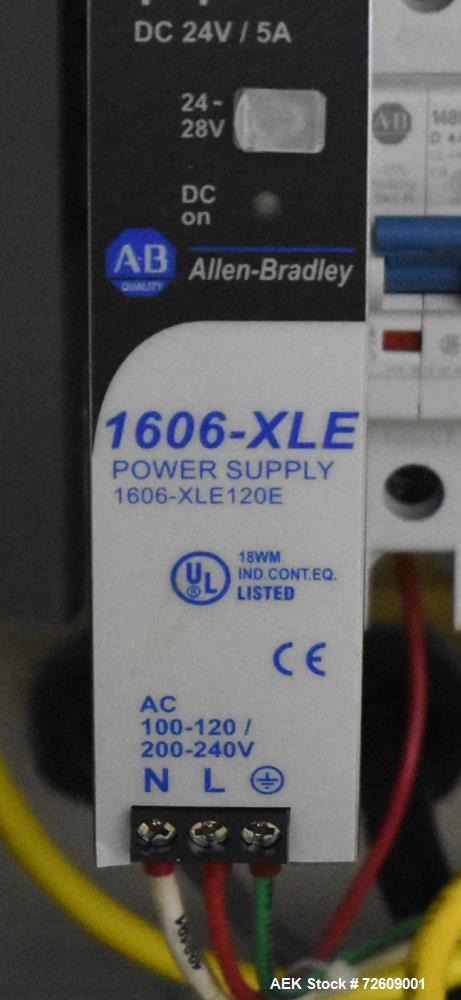 DC 24V / 5A
24 -
28V
DC
on
A-B
QUALITY
Allen-Bradley
AB
1606-XLE
POWER SUPPLY
1606-XLE120E
UL
®
18WM
IND.CONT.EQ.
LISTED
CE
AC
100-120 /
200-240V
N L
AEK Stock # 72609001